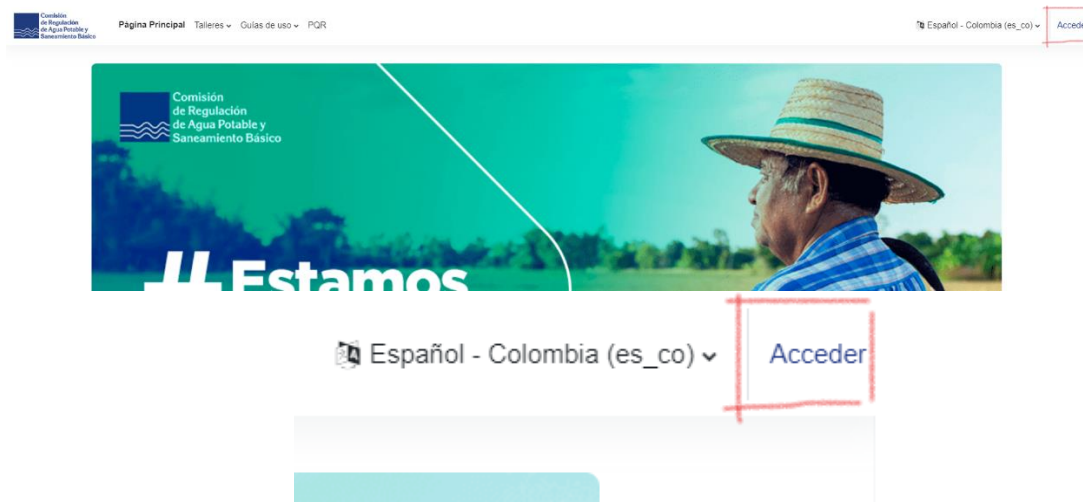 Comisión
de Regulación
de Agua Potable y
Saneamiento Básico
Página Principal Talleres Guías de uso PQR
Español - Colombia (es_co) Acceder
Comisión
de Regulación
de Agua Potable y
Saneamiento Básico
#Estamos
Español - Colombia (es_co) Acceder